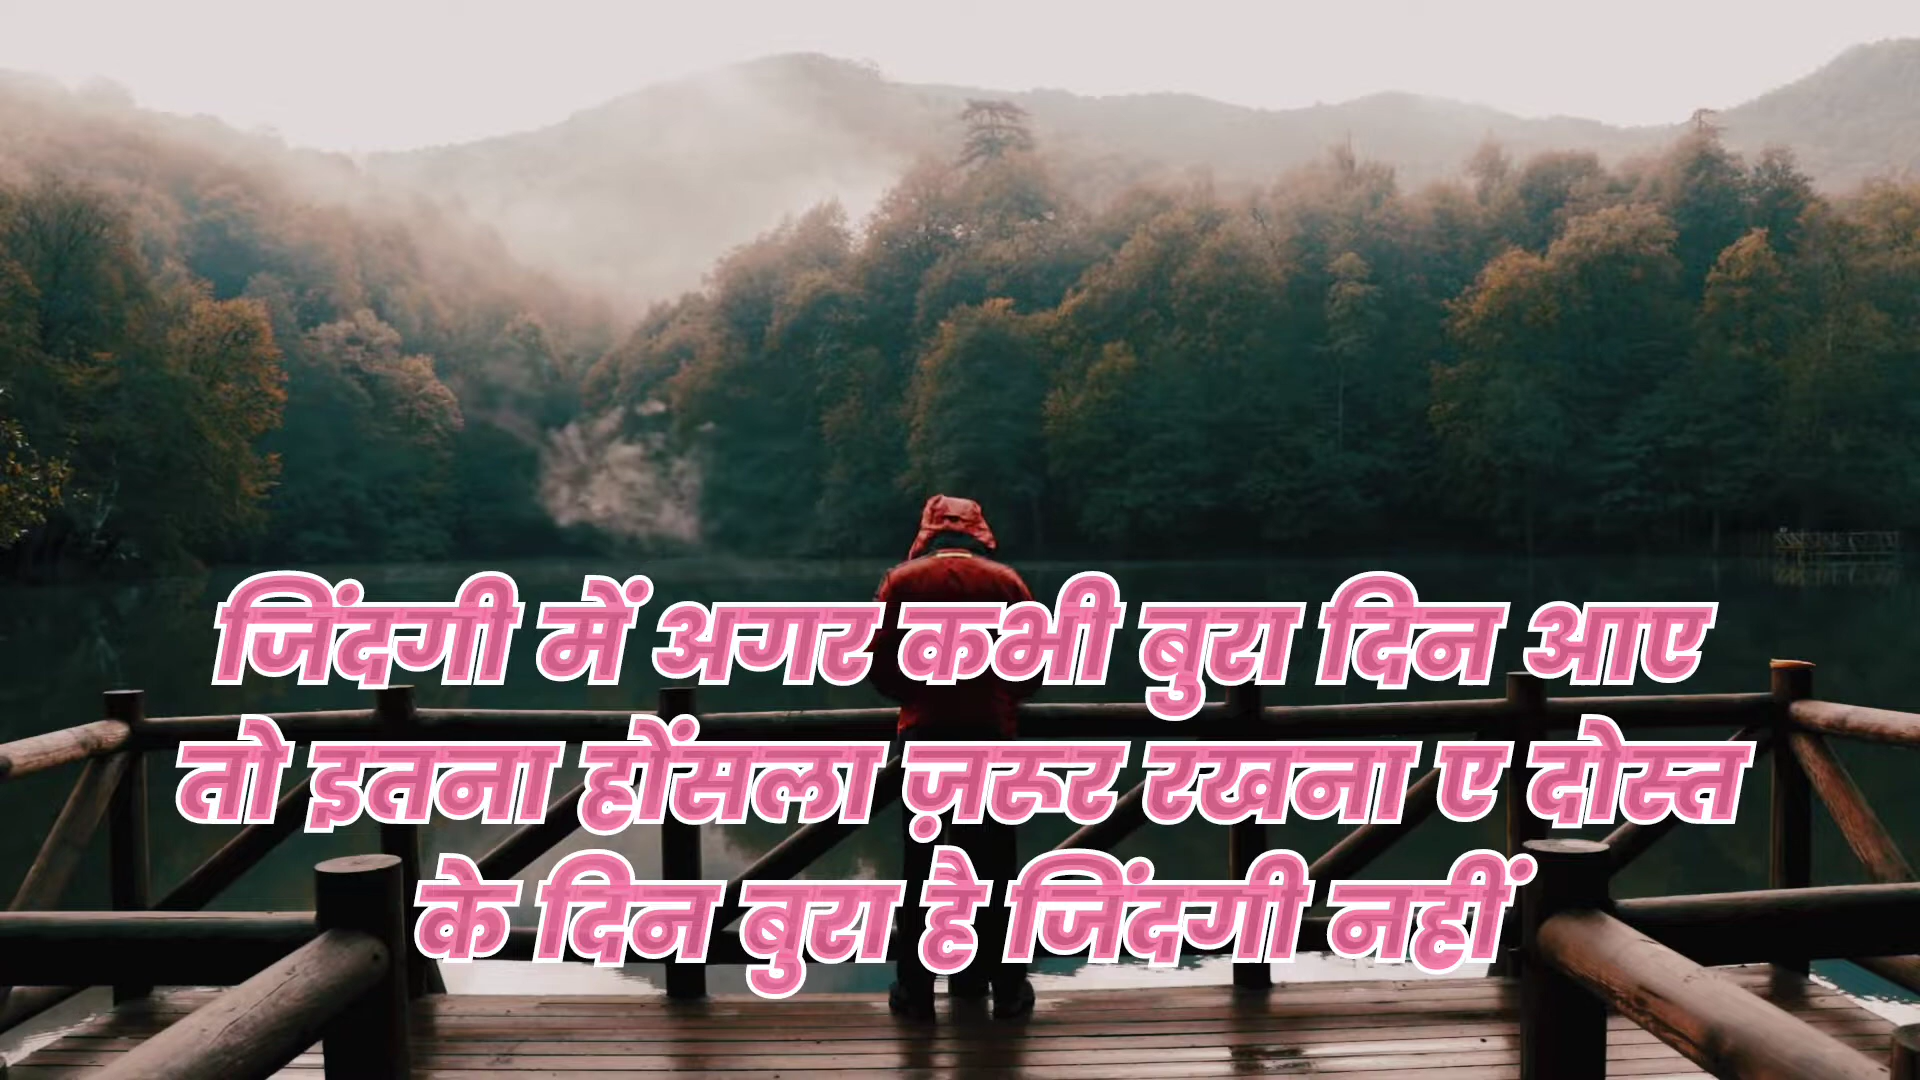 जिंदगी में अगर कभी बुरा दिन आए
तो इतना होंसला ज़रूर रखना ए दोस्त
के दिन बुरा है जिंदगी नहीं